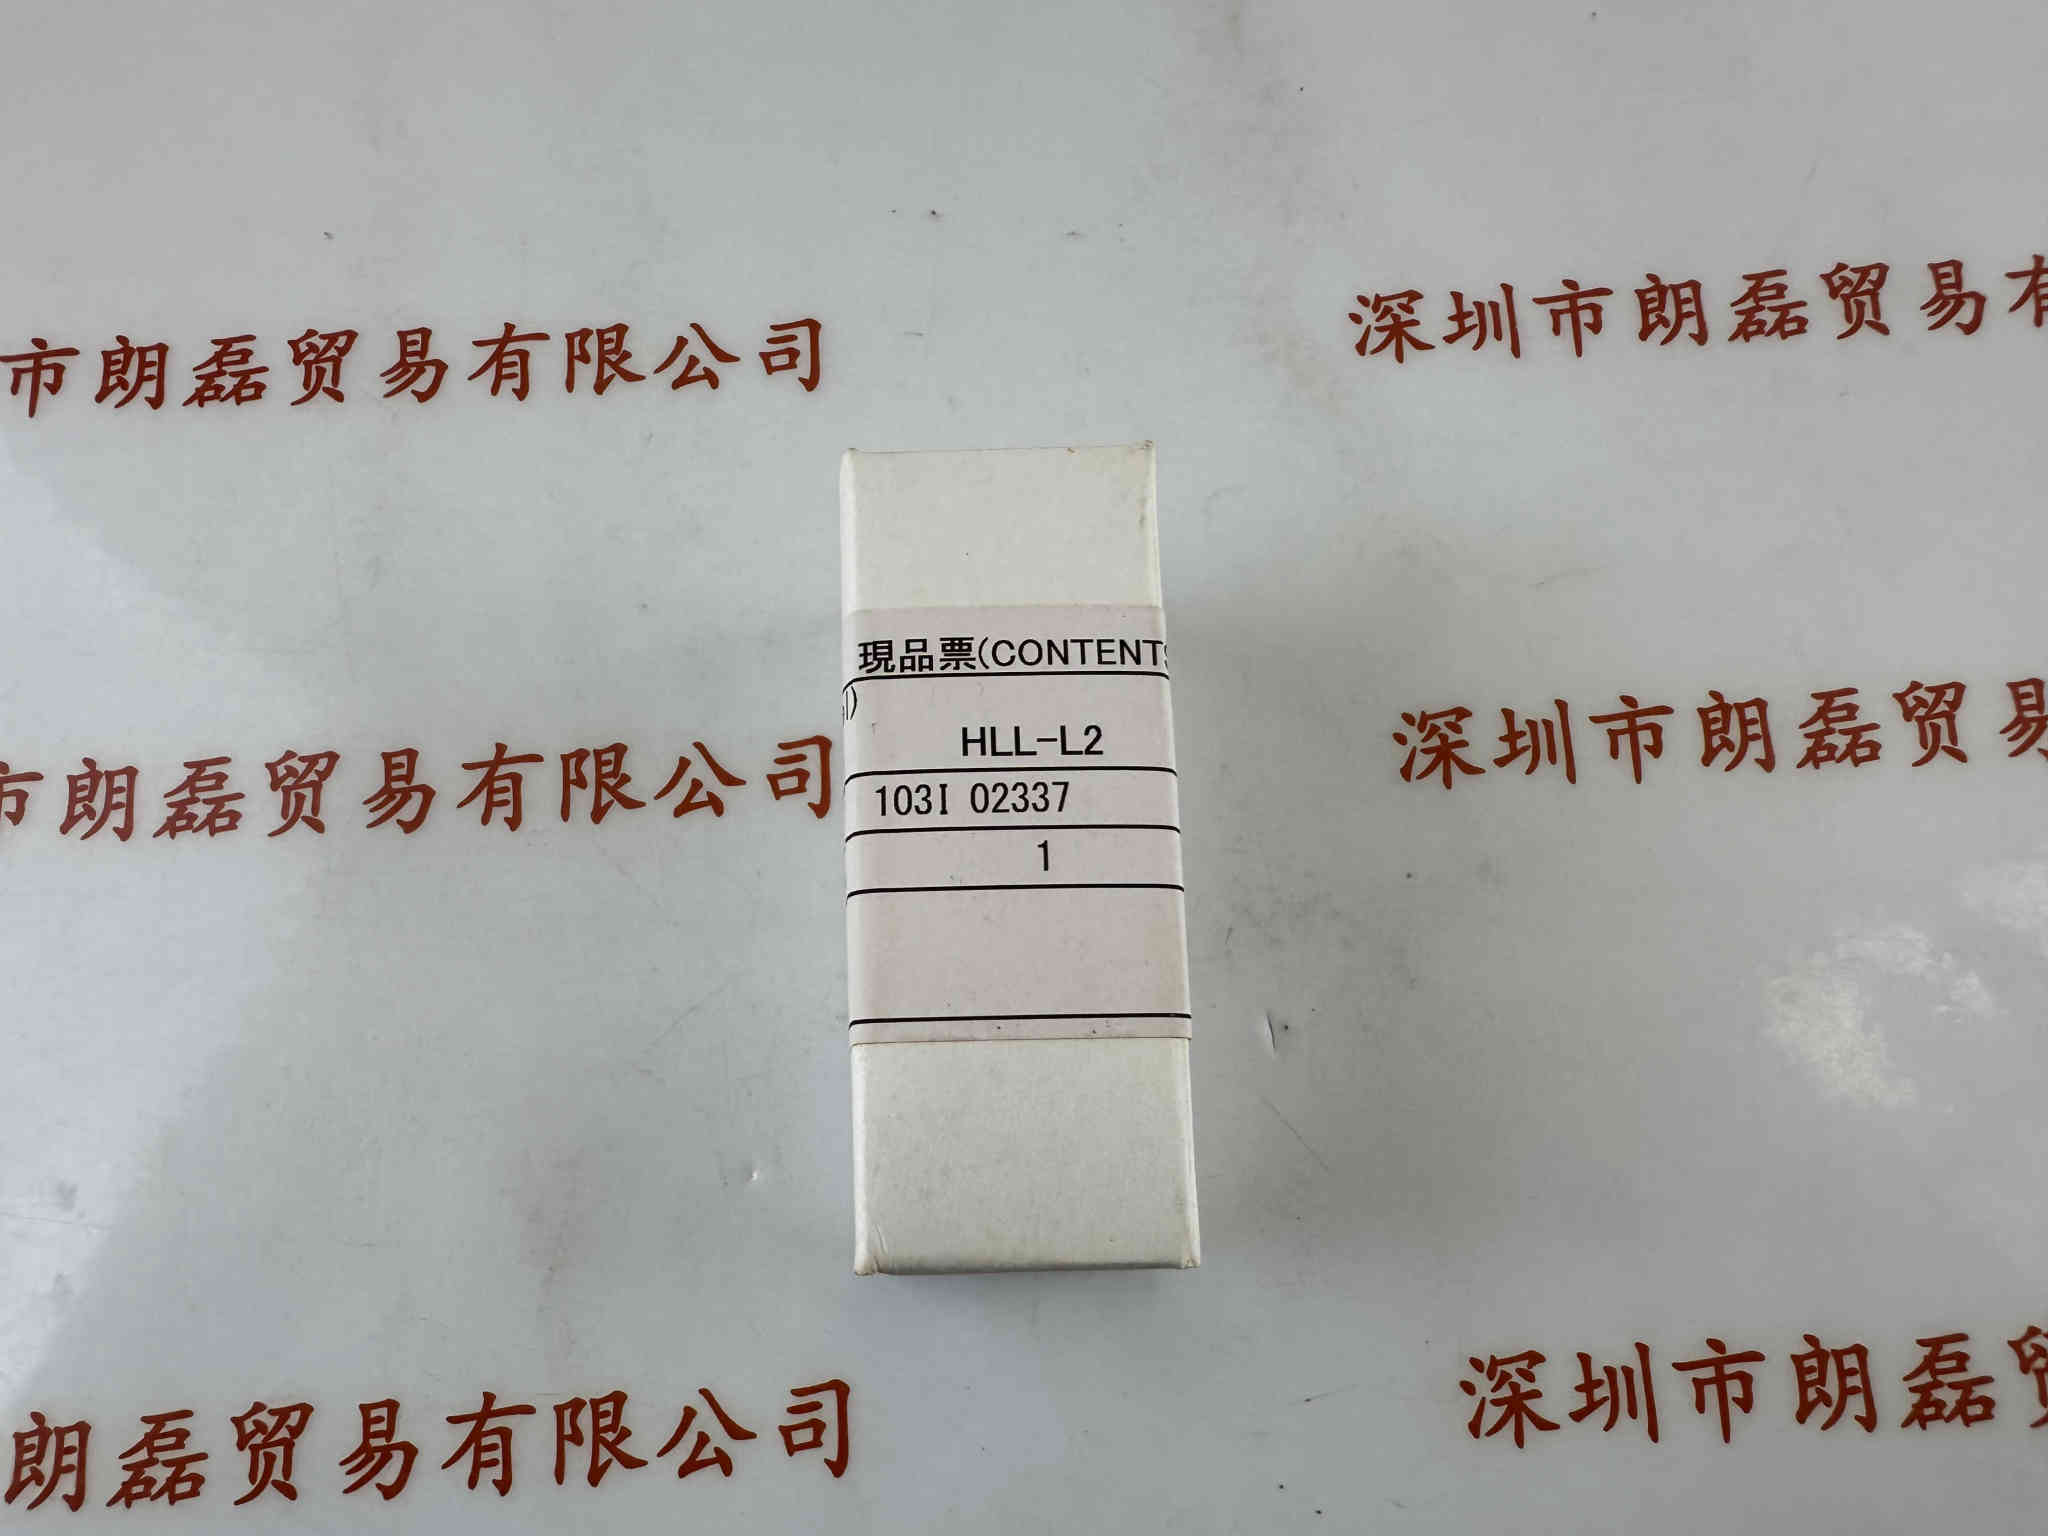 深圳市朗磊贸易有
市朗磊贸易有限公司
現品票(CONTENTS
HLL-L2
深圳市朗磊贸易
市朗磊贸易有限公司
103I 02337
1
深圳市朗磊贸
朗磊贸易有限公司